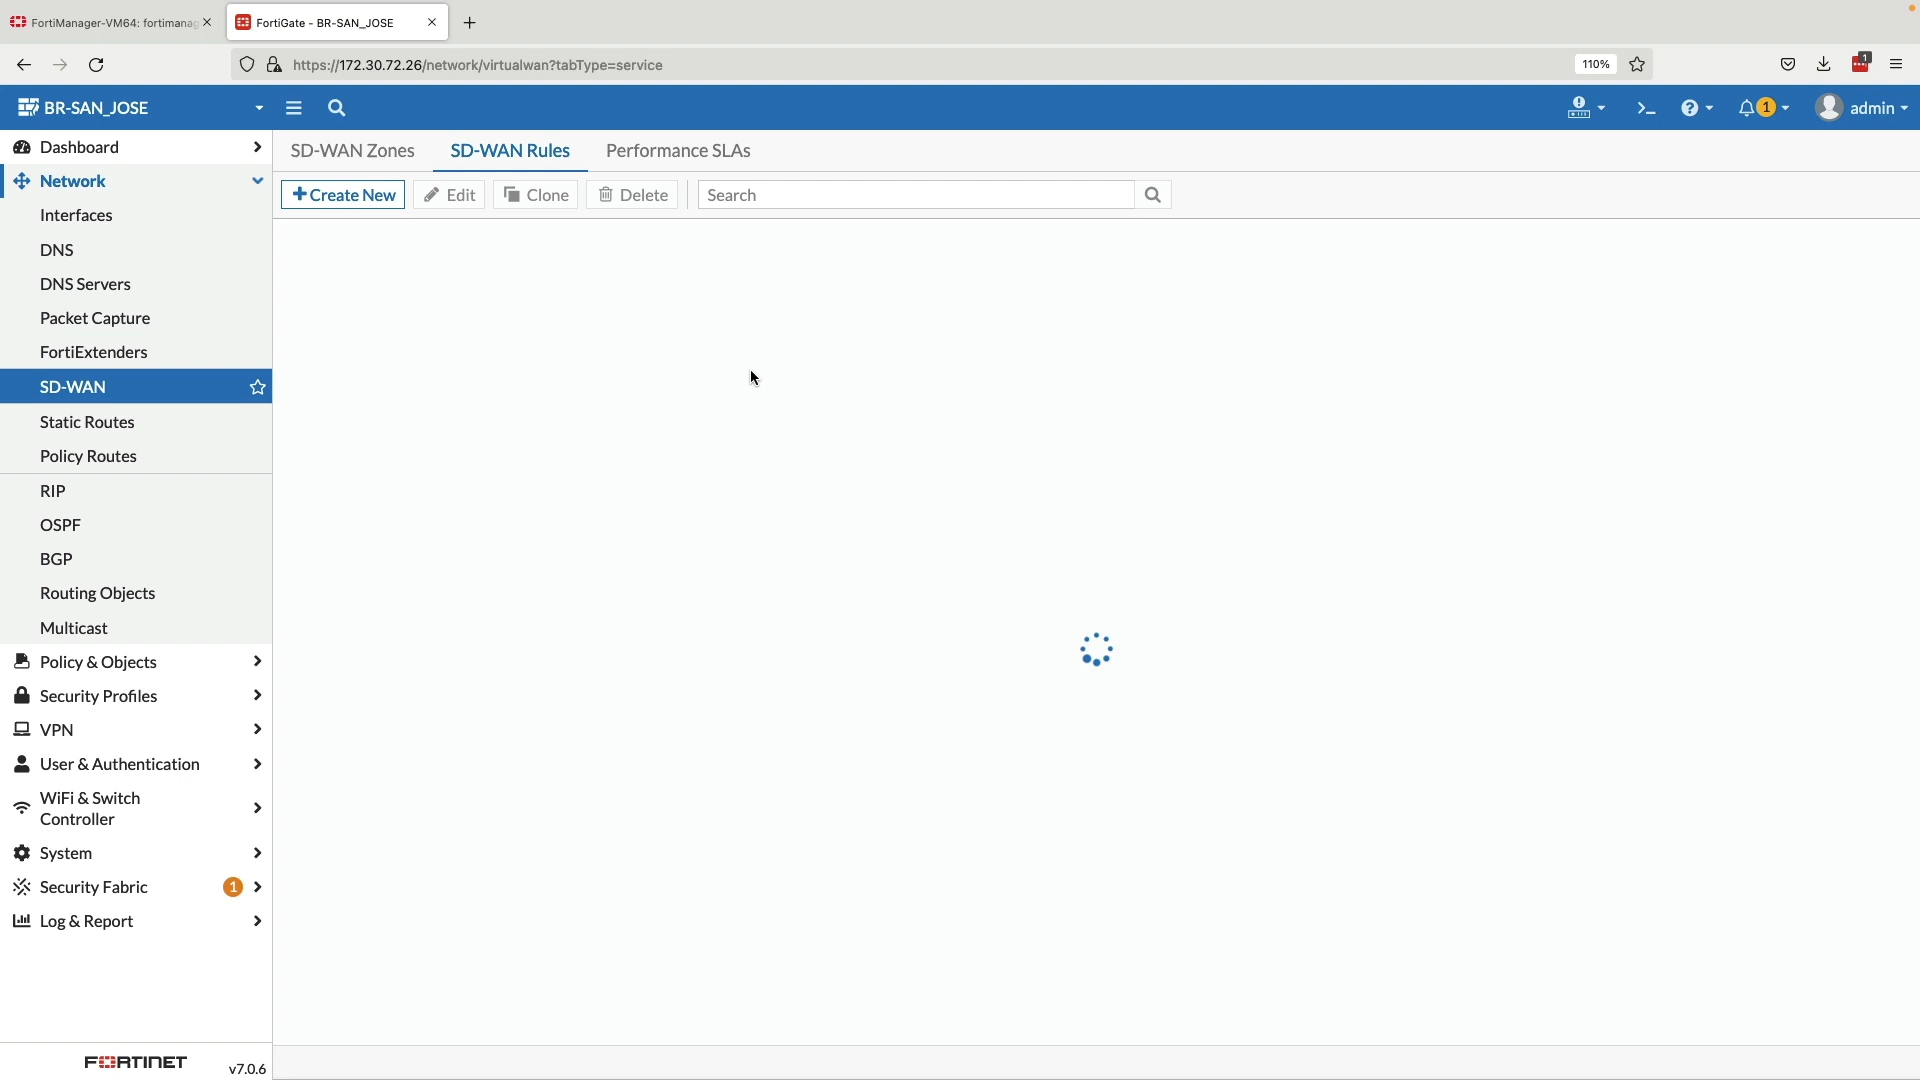 FortiManager-VM64: fortimanag
FortiGate - BR-SAN_JOSE
https://172.30.72.26/network/virtualwan?tabType=service
110%
1
BR-SAN_JOSE
1
admin
Dashboard
Network
Interfaces
DNS
DNS Servers
Packet Capture
FortiExtenders
SD-WAN
Static Routes
Policy Routes
RIP
OSPF
BGP
Routing Objects
Multicast
Policy & Objects
Security Profiles
VPN
User & Authentication
WiFi & Switch
Controller
System
Security Fabric 1
Log & Report
FORTINET v7.0.6
SD-WAN Zones SD-WAN Rules Performance SLAs
Create New Edit Clone Delete Search